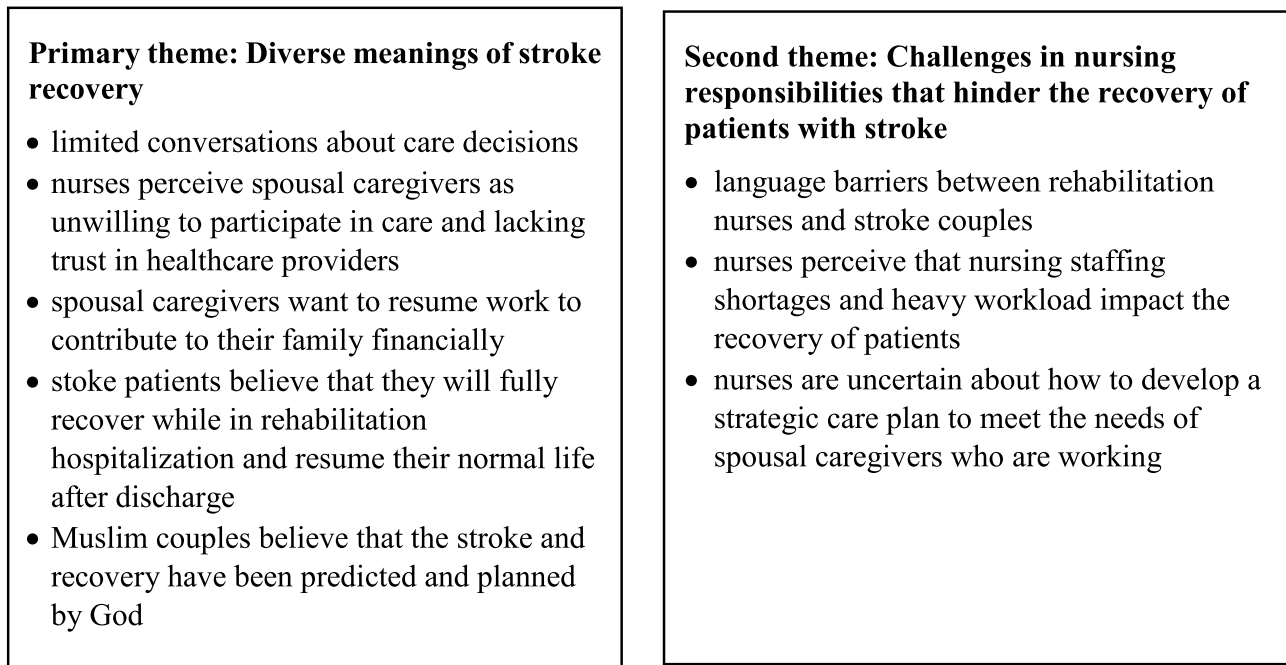 Primary theme: Diverse meanings of stroke
recovery
• limited conversations about care decisions
• nurses perceive spousal caregivers as
unwilling to participate in care and lacking
trust in healthcare providers
• spousal caregivers want to resume work to
contribute to their family financially
• stoke patients believe that they will fully
recover while in rehabilitation
hospitalization and resume their normal life
after discharge
• Muslim couples believe that the stroke and
recovery have been predicted and planned
by God
Second theme: Challenges in nursing
responsibilities that hinder the recovery of
patients with stroke
• language barriers between rehabilitation
nurses and stroke couples
• nurses perceive that nursing staffing
shortages and heavy workload impact the
recovery of patients
• nurses are uncertain about how to develop a
strategic care plan to meet the needs of
spousal caregivers who are working